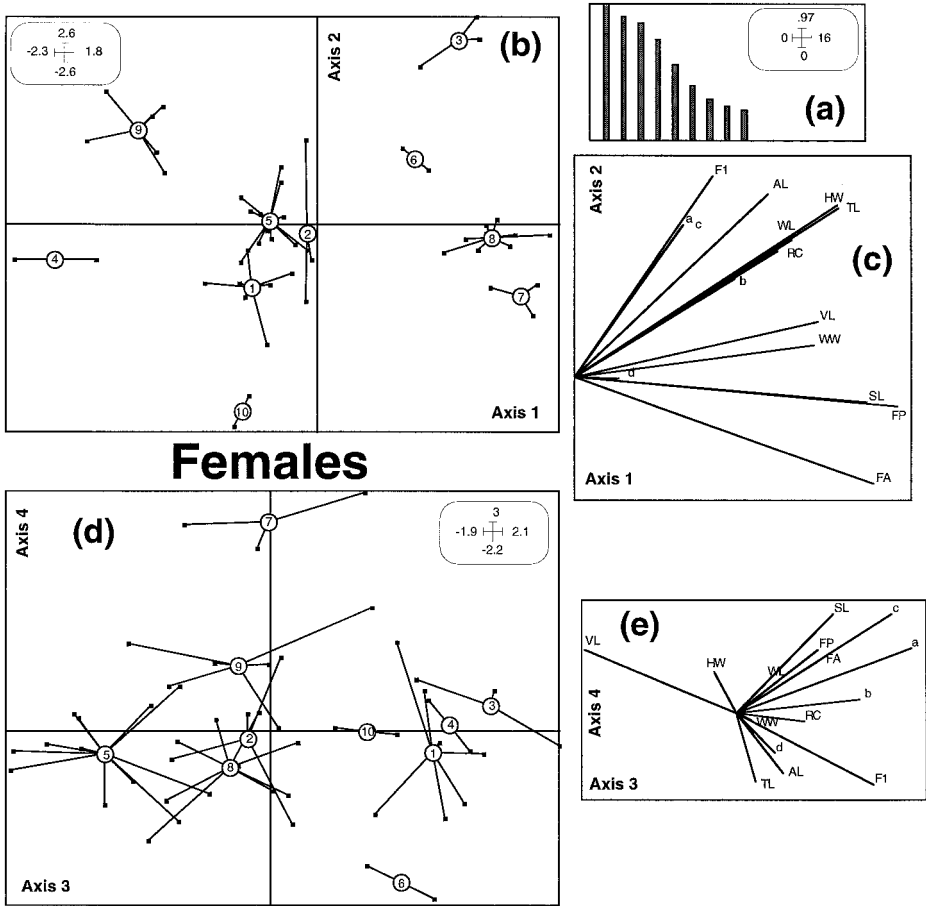 2.6
-2.3 1.8
-2.6
Axis 2
(b)
3
9
6
5
2
8
4
1
7
10
Axis 1
.97
0 16
0
(a)
Axis 2
F1
AL
HW
TL
a c
WL
RC
(c)
b
VL
WW
d
SL
FP
FA
Axis 1
Females
Axis 4
(d)
7
3
-1.9 2.1
-2.2
9
3
4
10
2
5
1
8
6
Axis 3
(e)
SL
c
VL
HW
FP
a
WL
FA
b
Axis 4
WW
RC
d
AL
TL
F1
Axis 3